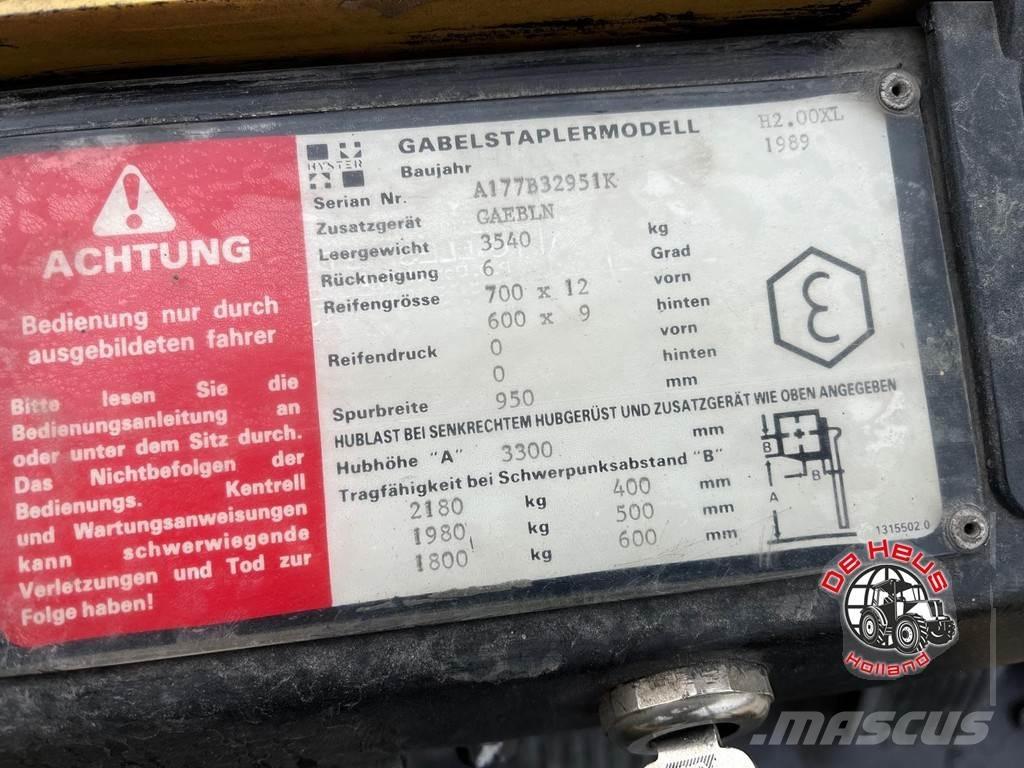 ACHTUNG
Bedienung nur durch
ausgebildeten fahrer
Bitte lesen Sie die
Bedienungsanleitung an
oder unter dem Sitz durch.
Das Nichtbefolgen der
Bedienungs. Kentrell
und Wartungsanweisungen
kann schwerwiegende
Verletzungen und Tod zur
Folge haben!
HYSTER
GABELSTAPLERMODELL H2.00XL
Baujahr 1989
Serian Nr. A177B32951K
Zusatzgerät GAEBLN
Leergewicht 3540 kg
Rückneigung 6 Grad
Reifengrösse 700 x 12 vorn
600 x 9 hinten
Reifendruck 0 vorn
0 hinten
Spurbreite 950 mm
HUBLAST BEI SENKRECHTEM HUBGERÜST UND ZUSATZGERÄT WIE OBEN ANGEGEBEN
Hubhöhe "A" 3300 mm
Tragfähigkeit bei Schwerpunksabstand "B"
2180 kg 400 mm
1980 kg 500 mm
1800 kg 600 mm
B
B
A
1315502 0
De Heus
Holland
MASCUS